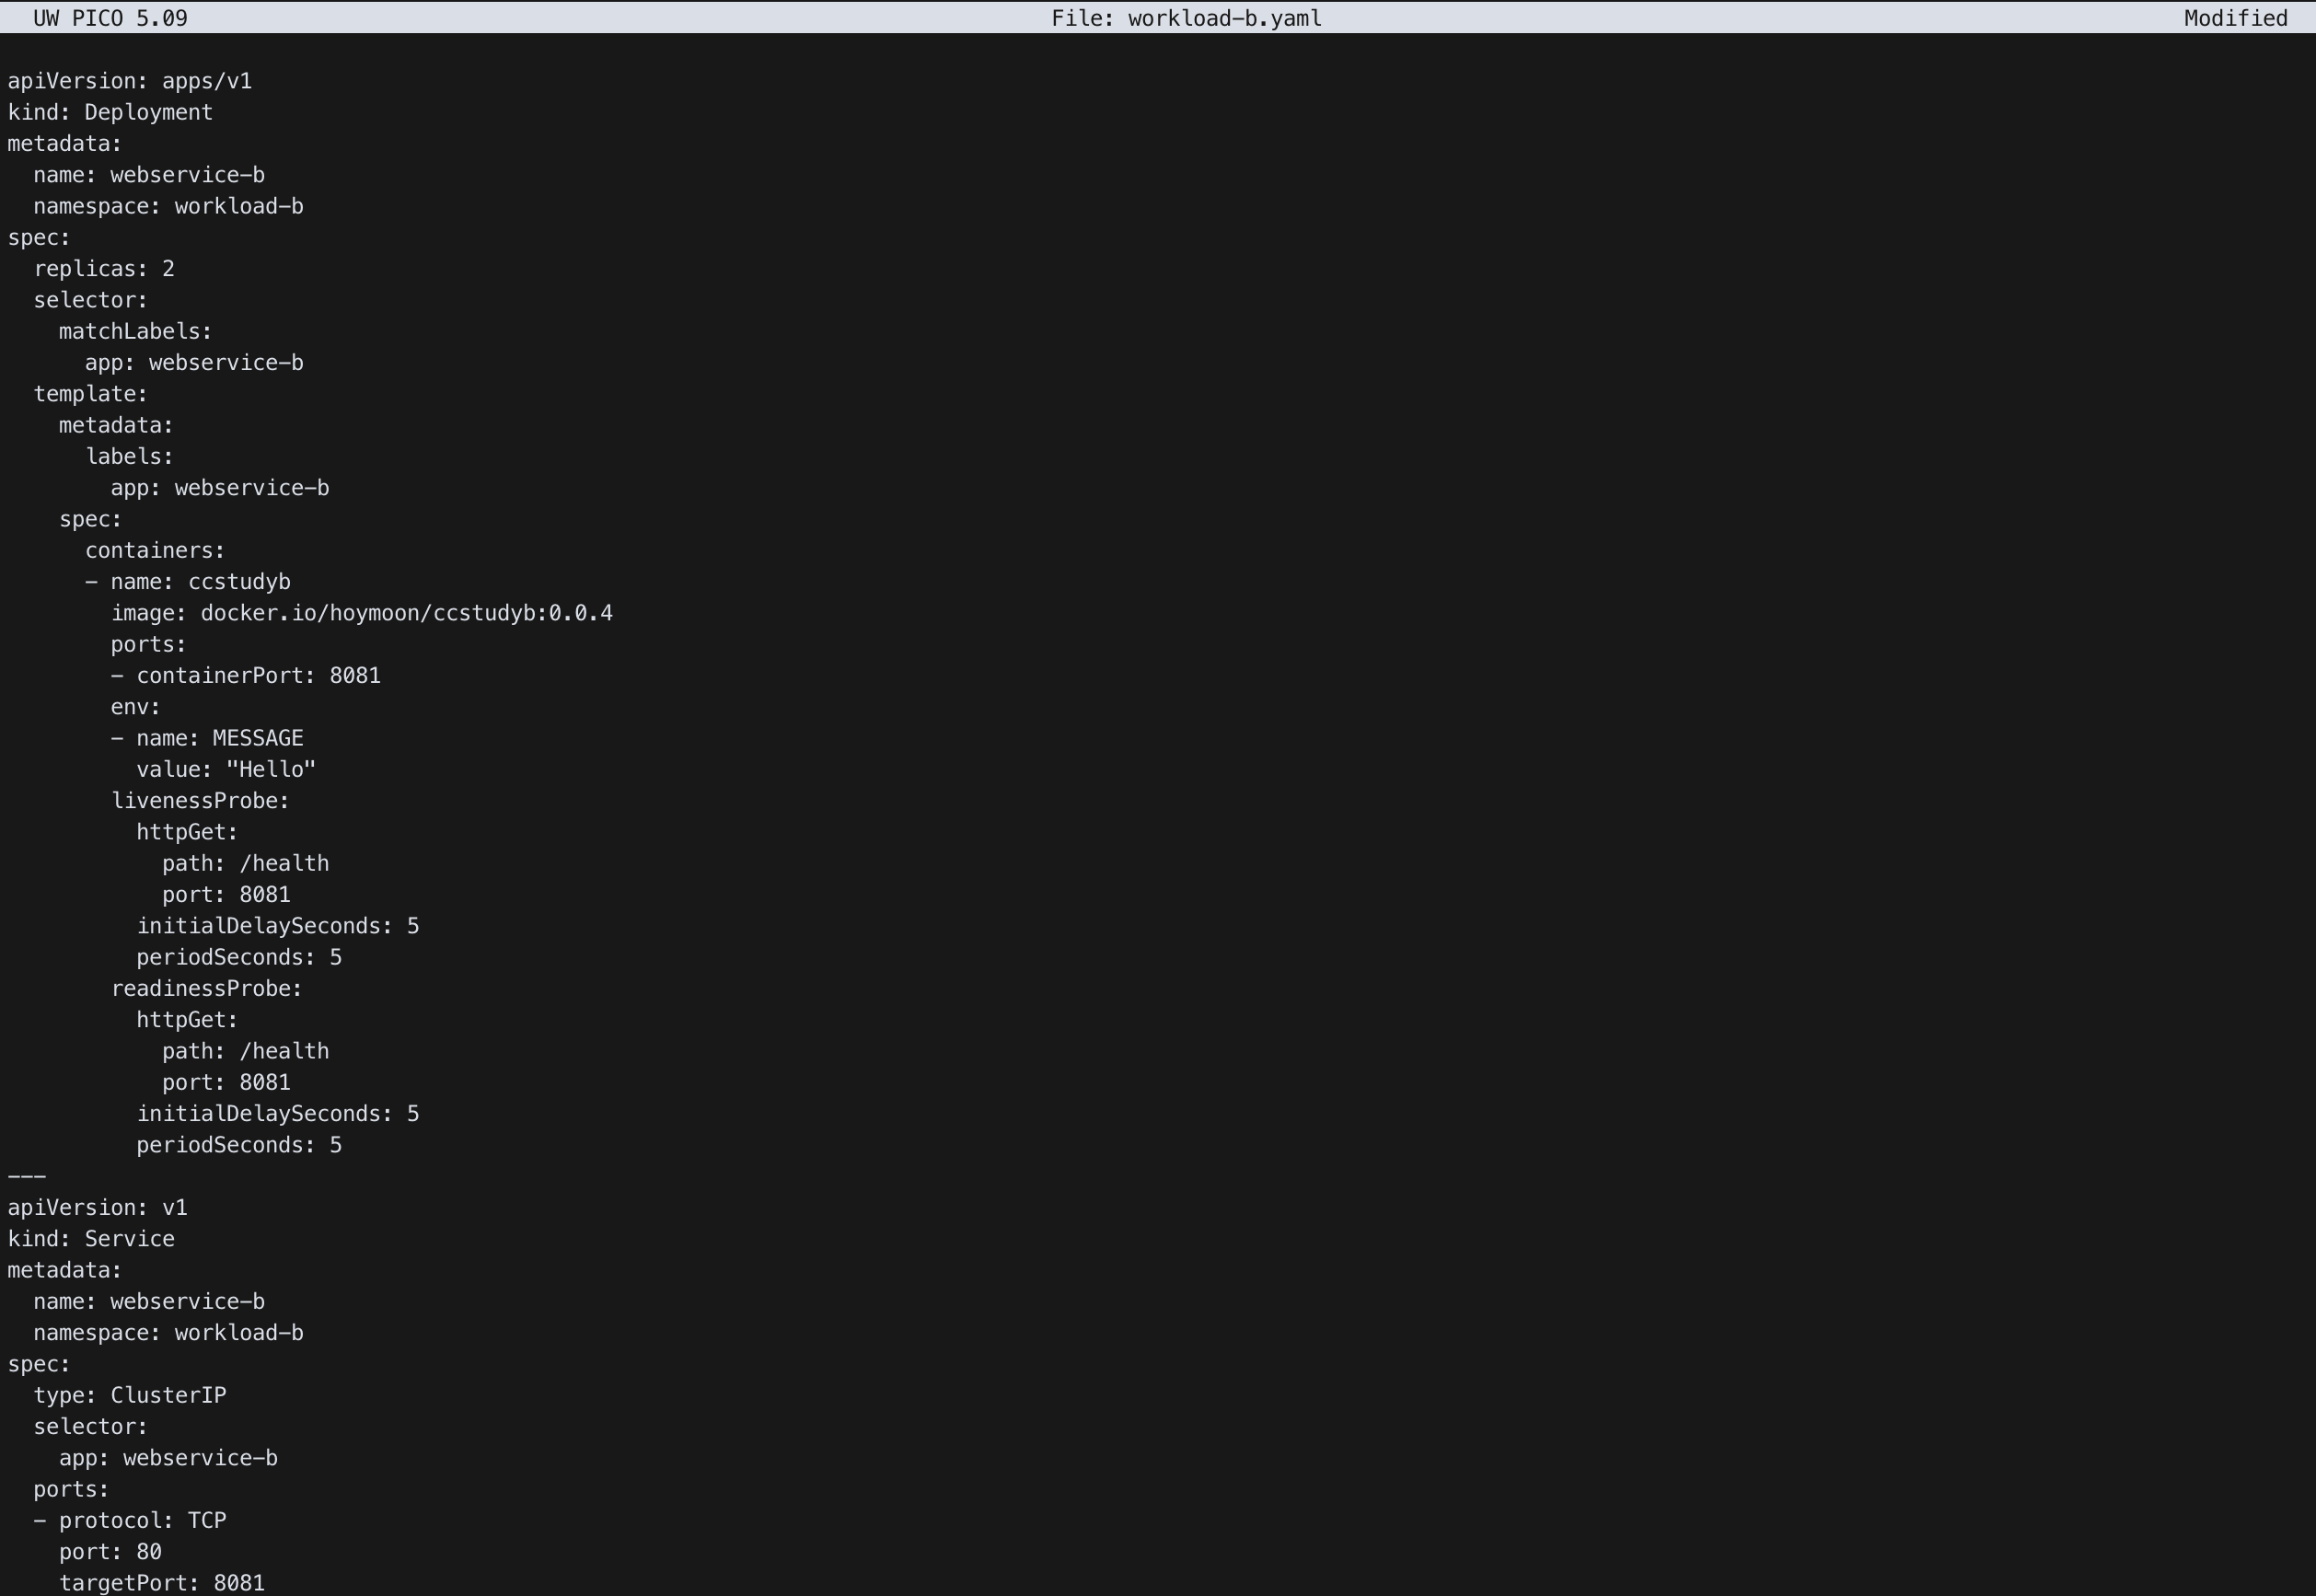 UW PICO 5.09 File: workload-b.yaml Modified
apiVersion: apps/v1
kind: Deployment
metadata:
  name: webservice-b
  namespace: workload-b
spec:
  replicas: 2
  selector:
    matchLabels:
      app: webservice-b
  template:
    metadata:
      labels:
        app: webservice-b
    spec:
      containers:
      - name: ccstudyb
        image: docker.io/hoymoon/ccstudyb:0.0.4
        ports:
        - containerPort: 8081
        env:
        - name: MESSAGE
          value: "Hello"
        livenessProbe:
          httpGet:
            path: /health
            port: 8081
          initialDelaySeconds: 5
          periodSeconds: 5
        readinessProbe:
          httpGet:
            path: /health
            port: 8081
          initialDelaySeconds: 5
          periodSeconds: 5
---
apiVersion: v1
kind: Service
metadata:
  name: webservice-b
  namespace: workload-b
spec:
  type: ClusterIP
  selector:
    app: webservice-b
  ports:
  - protocol: TCP
    port: 80
    targetPort: 8081